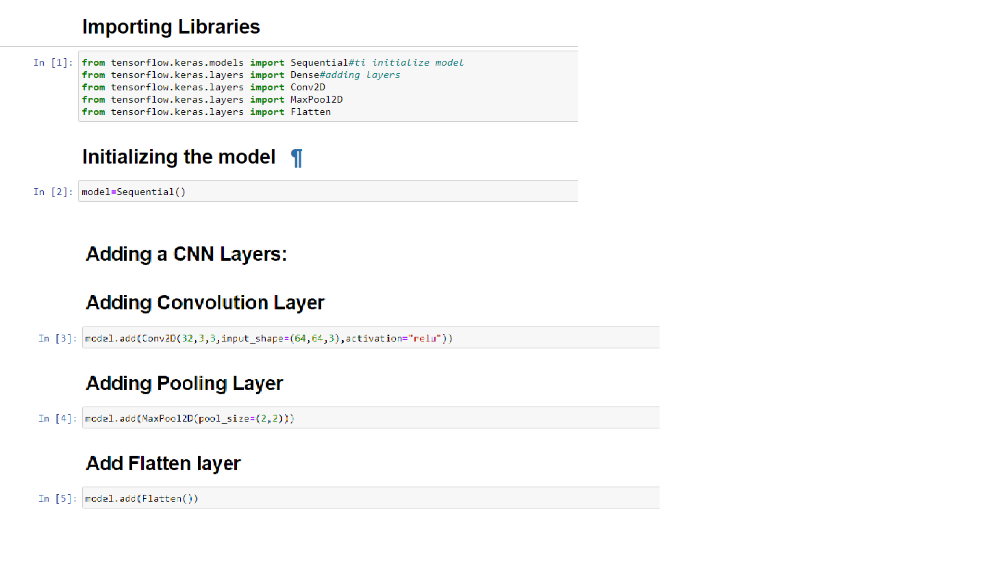 Importing Libraries
In [1]: from tensorflow.keras.models import Sequential#ti initialize model
from tensorflow.keras.layers import Dense#adding layers
from tensorflow.keras.layers import Conv2D
from tensorflow.keras.layers import MaxPool2D
from tensorflow.keras.layers import Flatten
Initializing the model ¶
In [2]: model=Sequential()
Adding a CNN Layers:
Adding Convolution Layer
In [3]: model.add(Conv2D(32,3,3,input_shape=(64,64,3),activation="relu"))
Adding Pooling Layer
In [4]: model.add(MaxPool2D(pool_size=(2,2)))
Add Flatten layer
In [5]: model.add(Flatten())